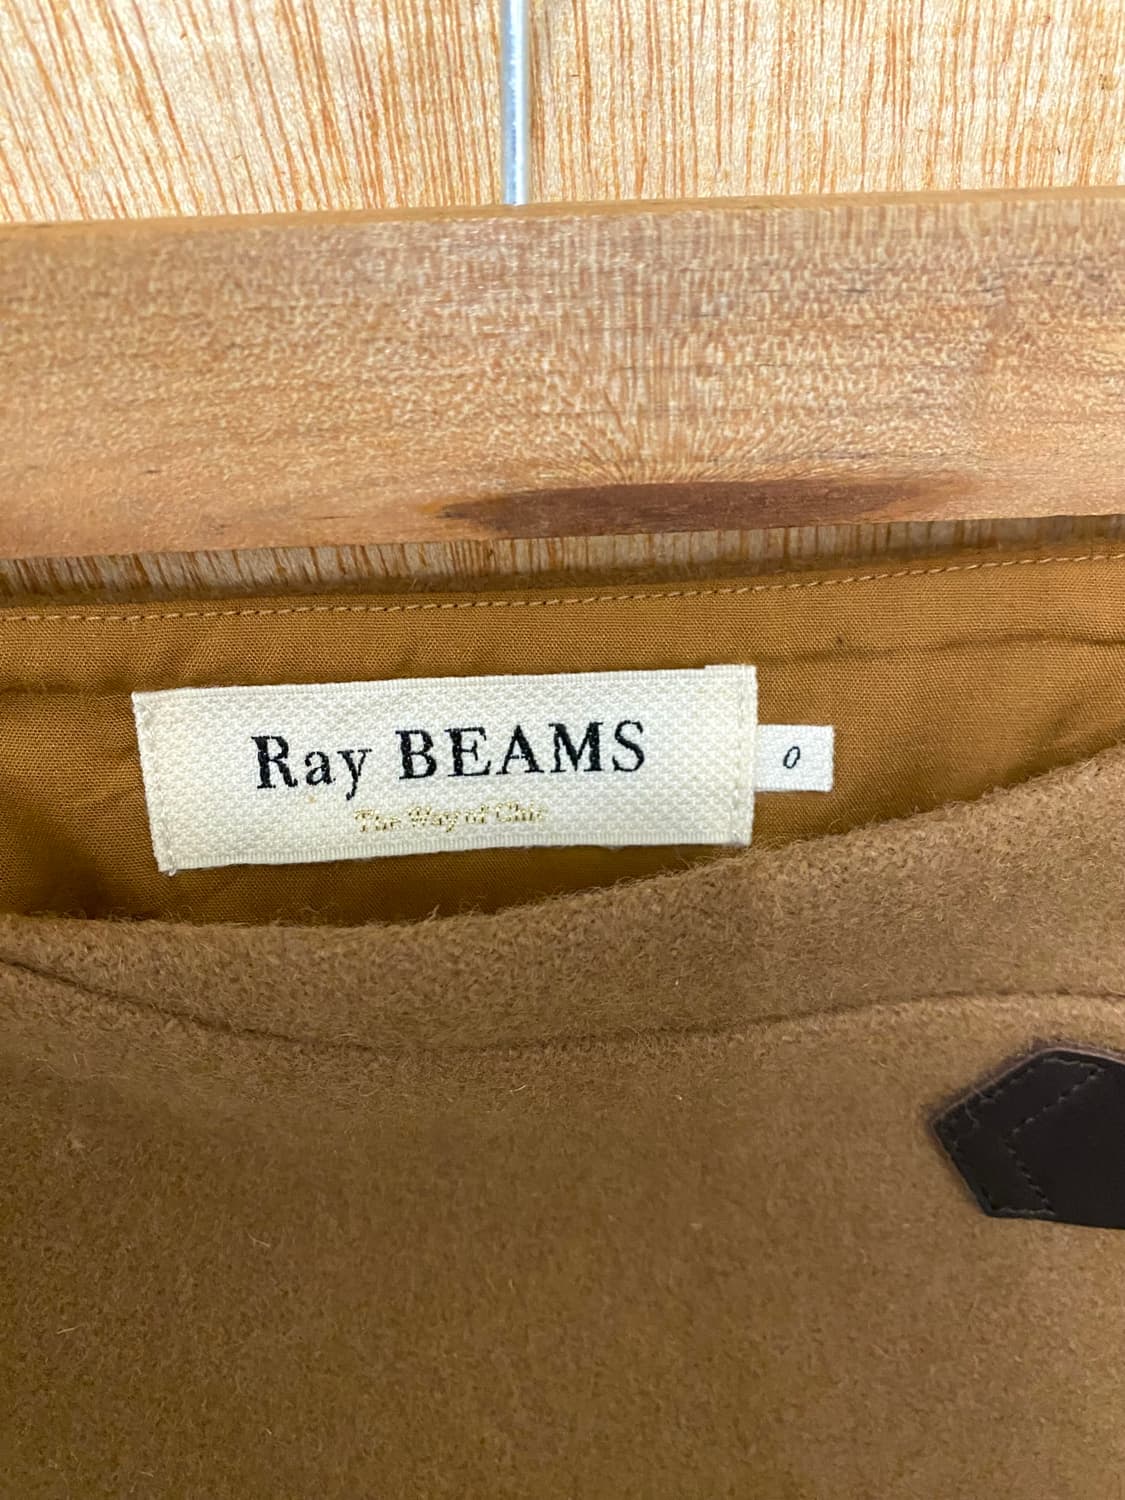 Ray BEAMS
The Way of Chic
0